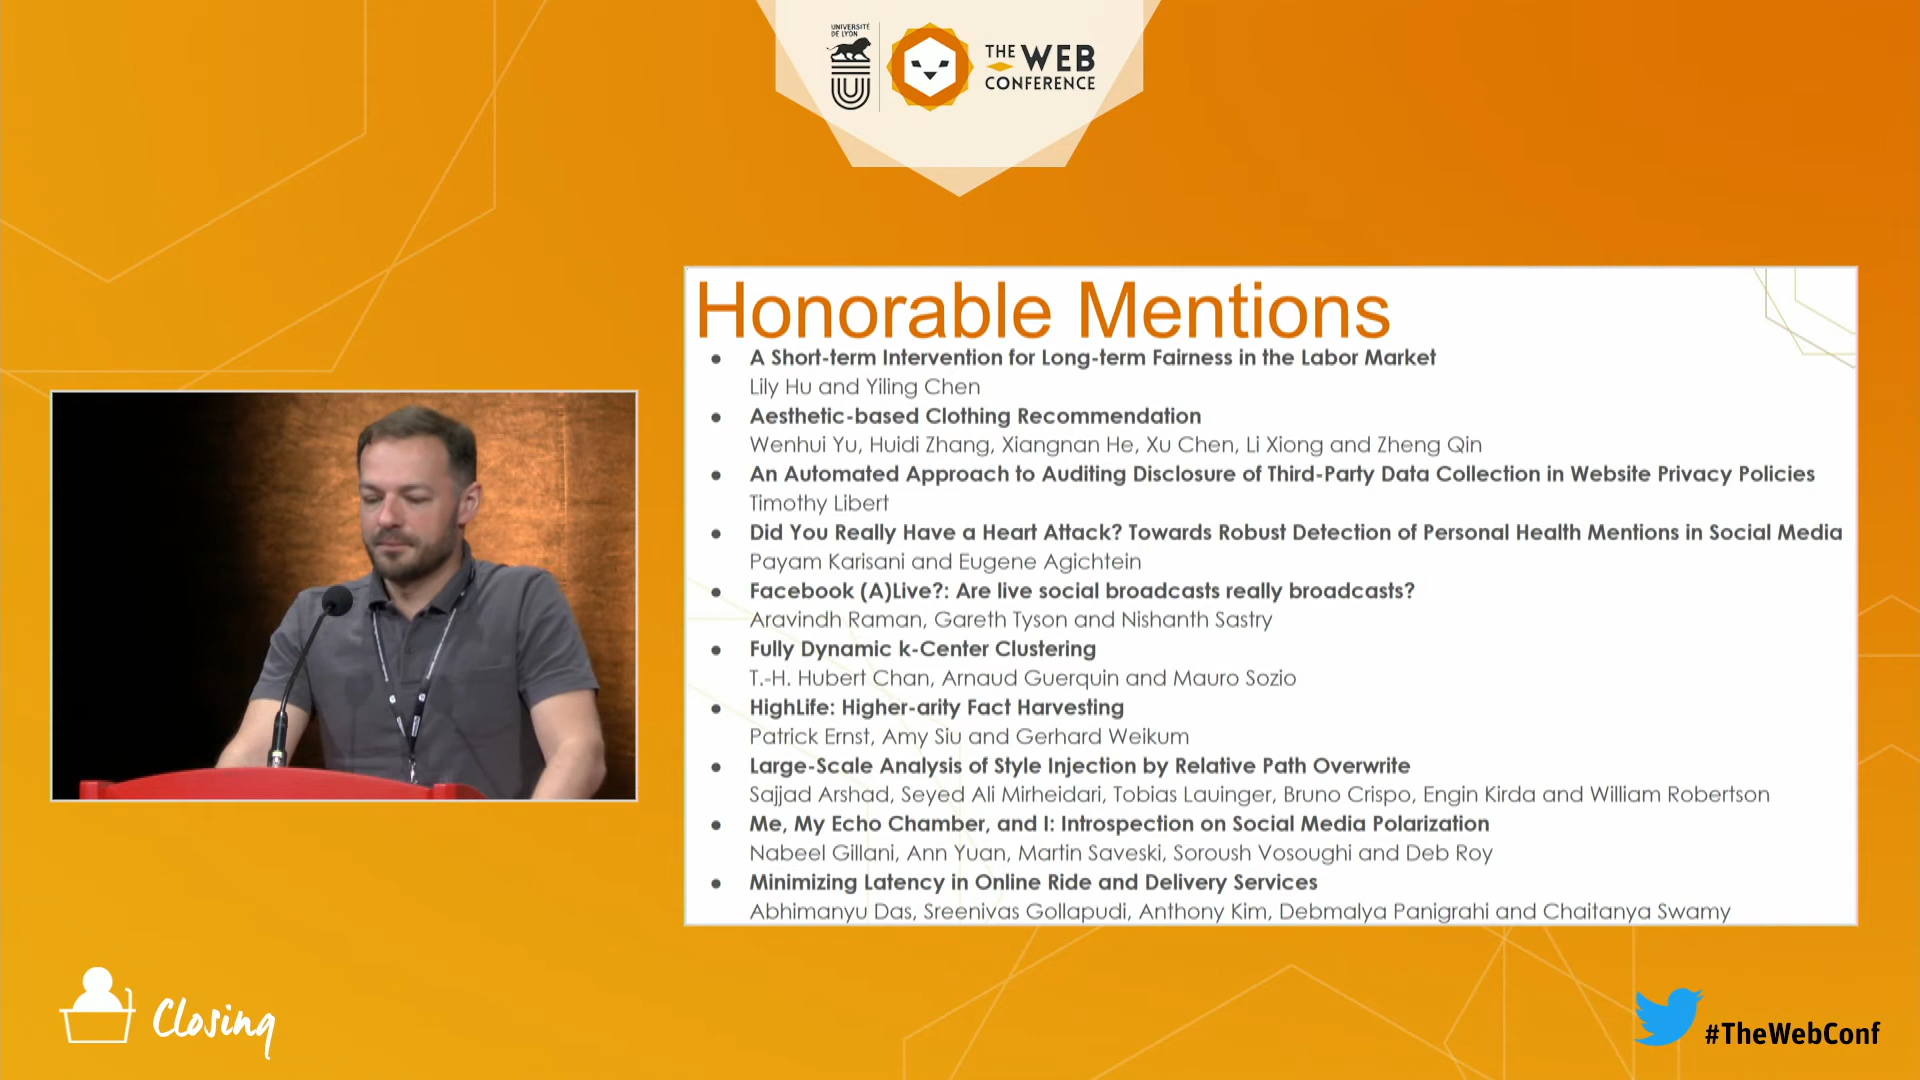 UNIVERSITÉ
DE LYON
THE WEB
CONFERENCE
Honorable Mentions
● A Short-term Intervention for Long-term Fairness in the Labor Market
Lily Hu and Yiling Chen
● Aesthetic-based Clothing Recommendation
Wenhui Yu, Huidi Zhang, Xiangnan He, Xu Chen, Li Xiong and Zheng Qin
● An Automated Approach to Auditing Disclosure of Third-Party Data Collection in Website Privacy Policies
Timothy Libert
● Did You Really Have a Heart Attack? Towards Robust Detection of Personal Health Mentions in Social Media
Payam Karisani and Eugene Agichtein
● Facebook (A)Live?: Are live social broadcasts really broadcasts?
Aravindh Raman, Gareth Tyson and Nishanth Sastry
● Fully Dynamic k-Center Clustering
T.-H. Hubert Chan, Arnaud Guerquin and Mauro Sozio
● HighLife: Higher-arity Fact Harvesting
Patrick Ernst, Amy Siu and Gerhard Weikum
● Large-Scale Analysis of Style Injection by Relative Path Overwrite
Sajjad Arshad, Seyed Ali Mirheidari, Tobias Lauinger, Bruno Crispo, Engin Kirda and William Robertson
● Me, My Echo Chamber, and I: Introspection on Social Media Polarization
Nabeel Gillani, Ann Yuan, Martin Saveski, Soroush Vosoughi and Deb Roy
● Minimizing Latency in Online Ride and Delivery Services
Abhimanyu Das, Sreenivas Gollapudi, Anthony Kim, Debmalya Panigrahi and Chaitanya Swamy
Closing
#TheWebConf